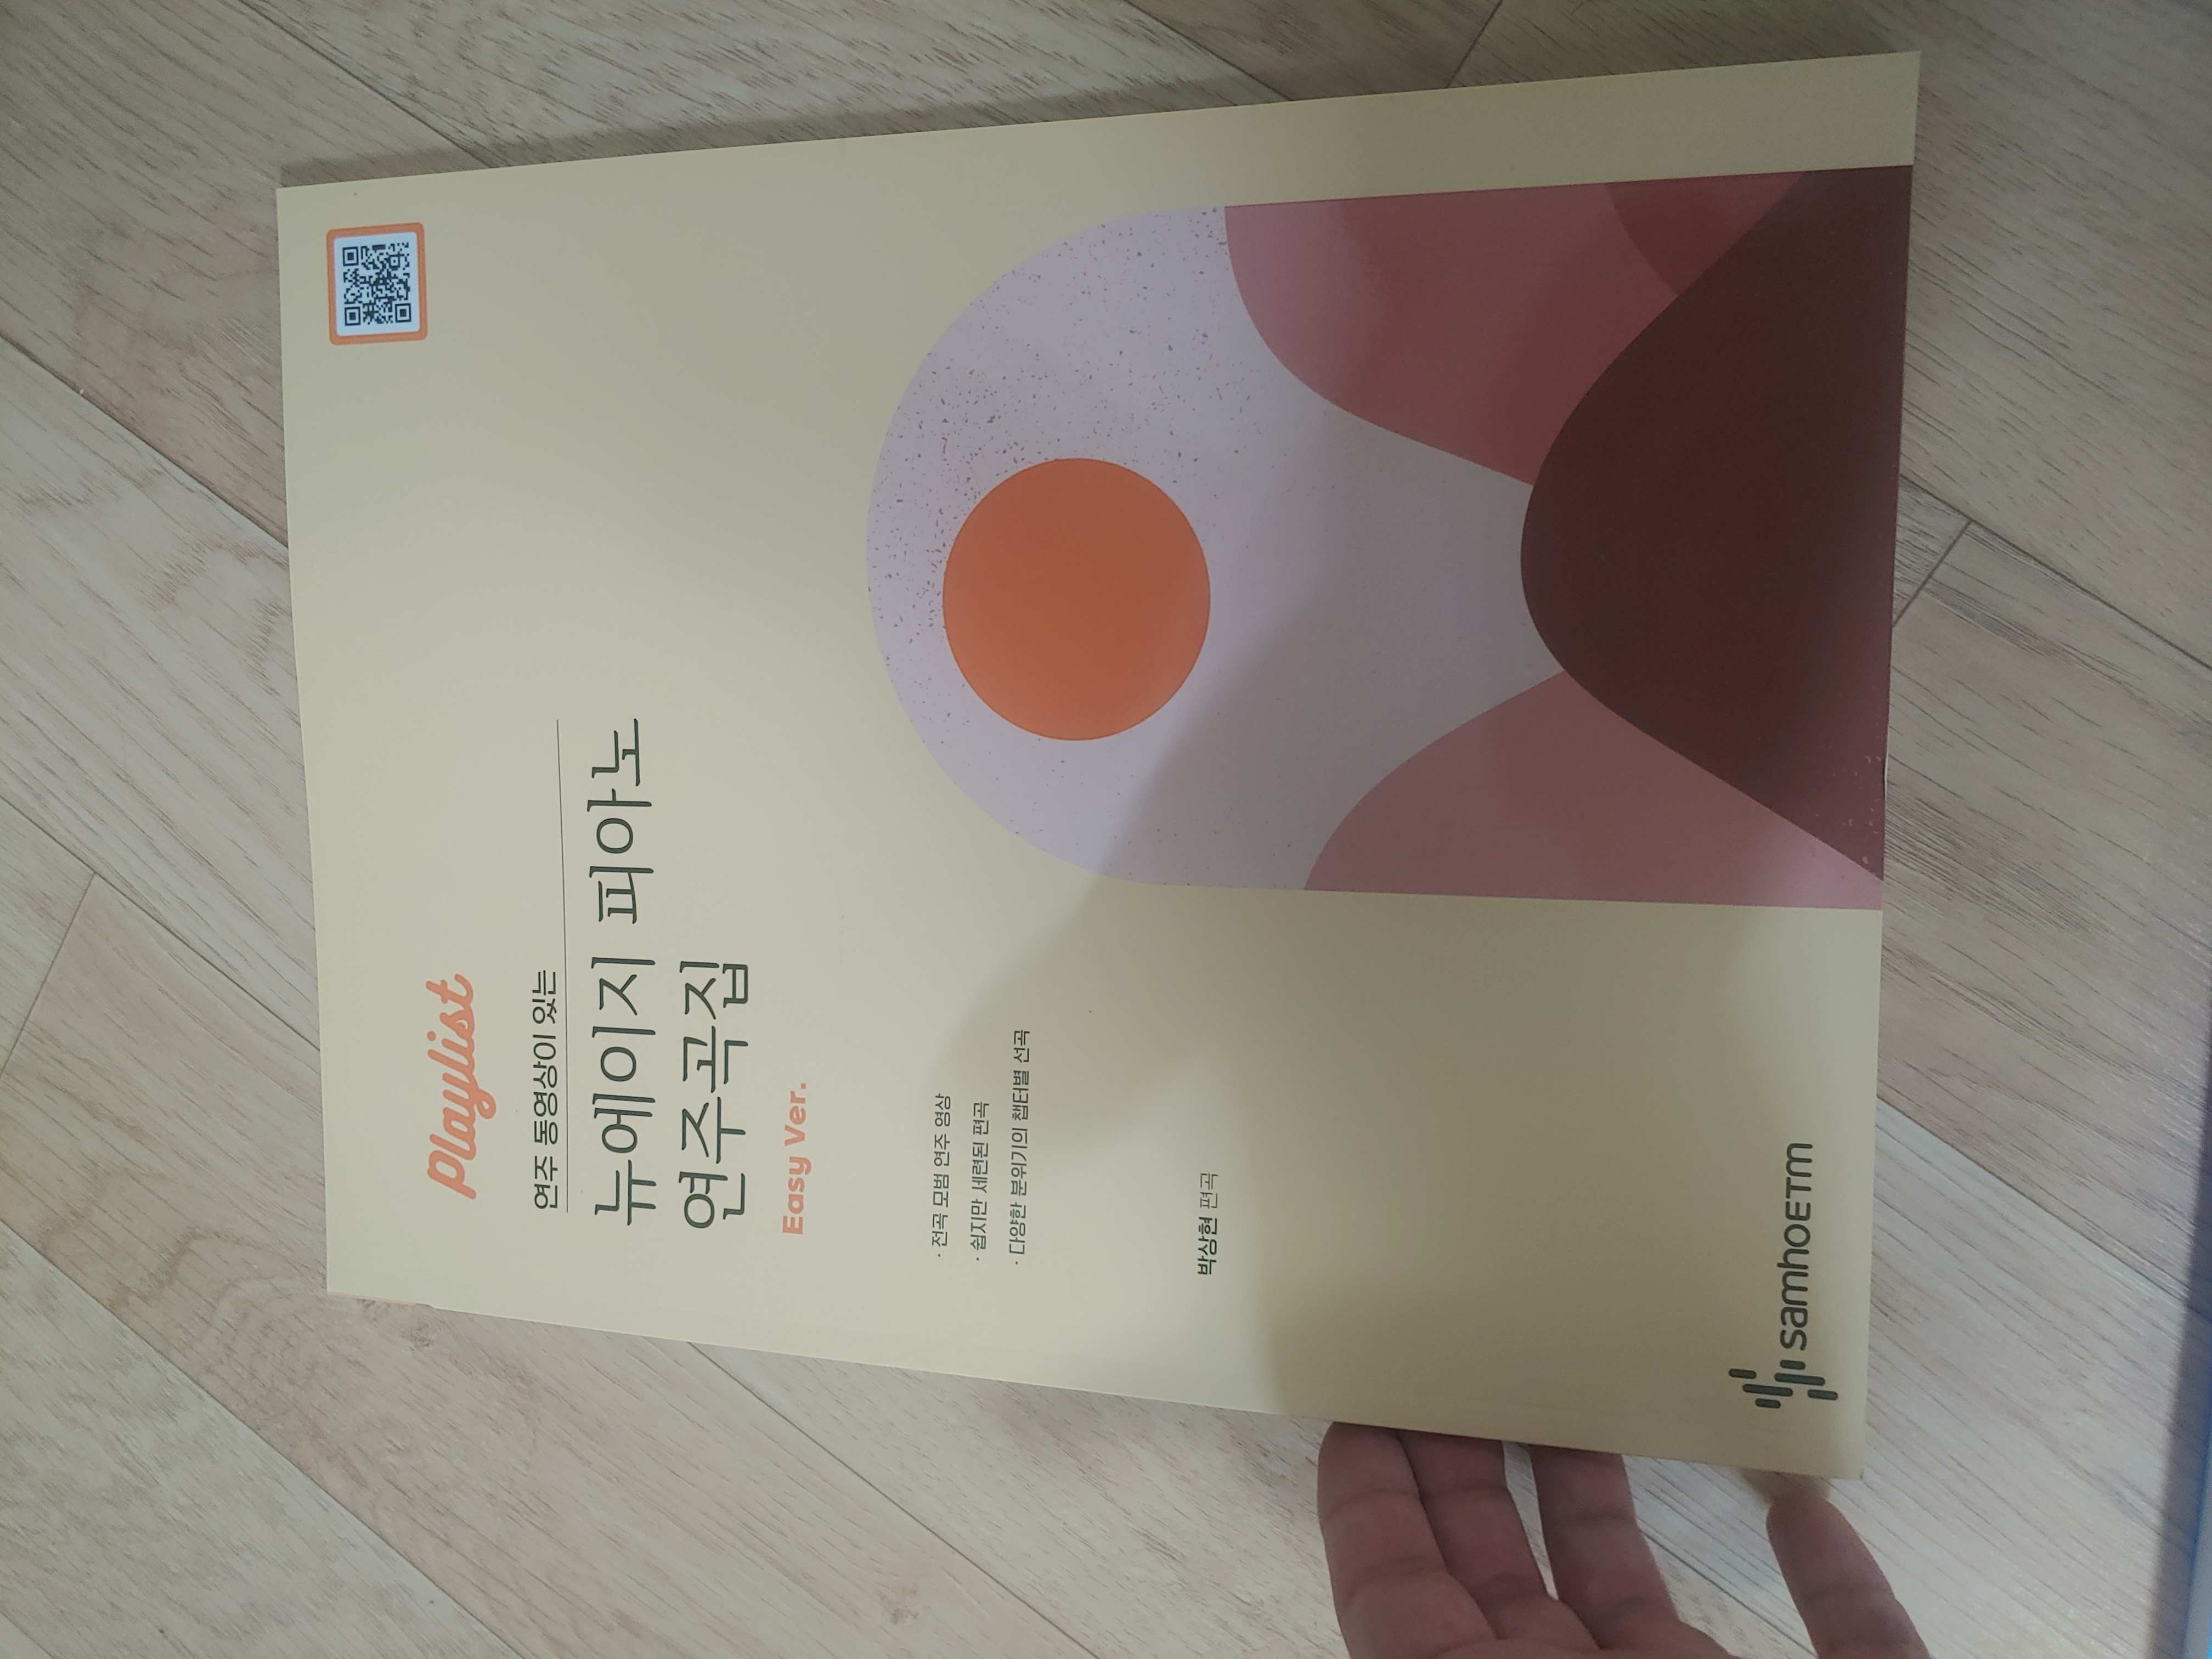 Playlist
연주 동영상이 있는
뉴에이지 피아노
연주곡집
Easy Ver.
· 전곡 모범 연주 영상
· 쉽지만 세련된 편곡
· 다양한 분위기의 챕터별 선곡
박상현 편곡
samhoETM